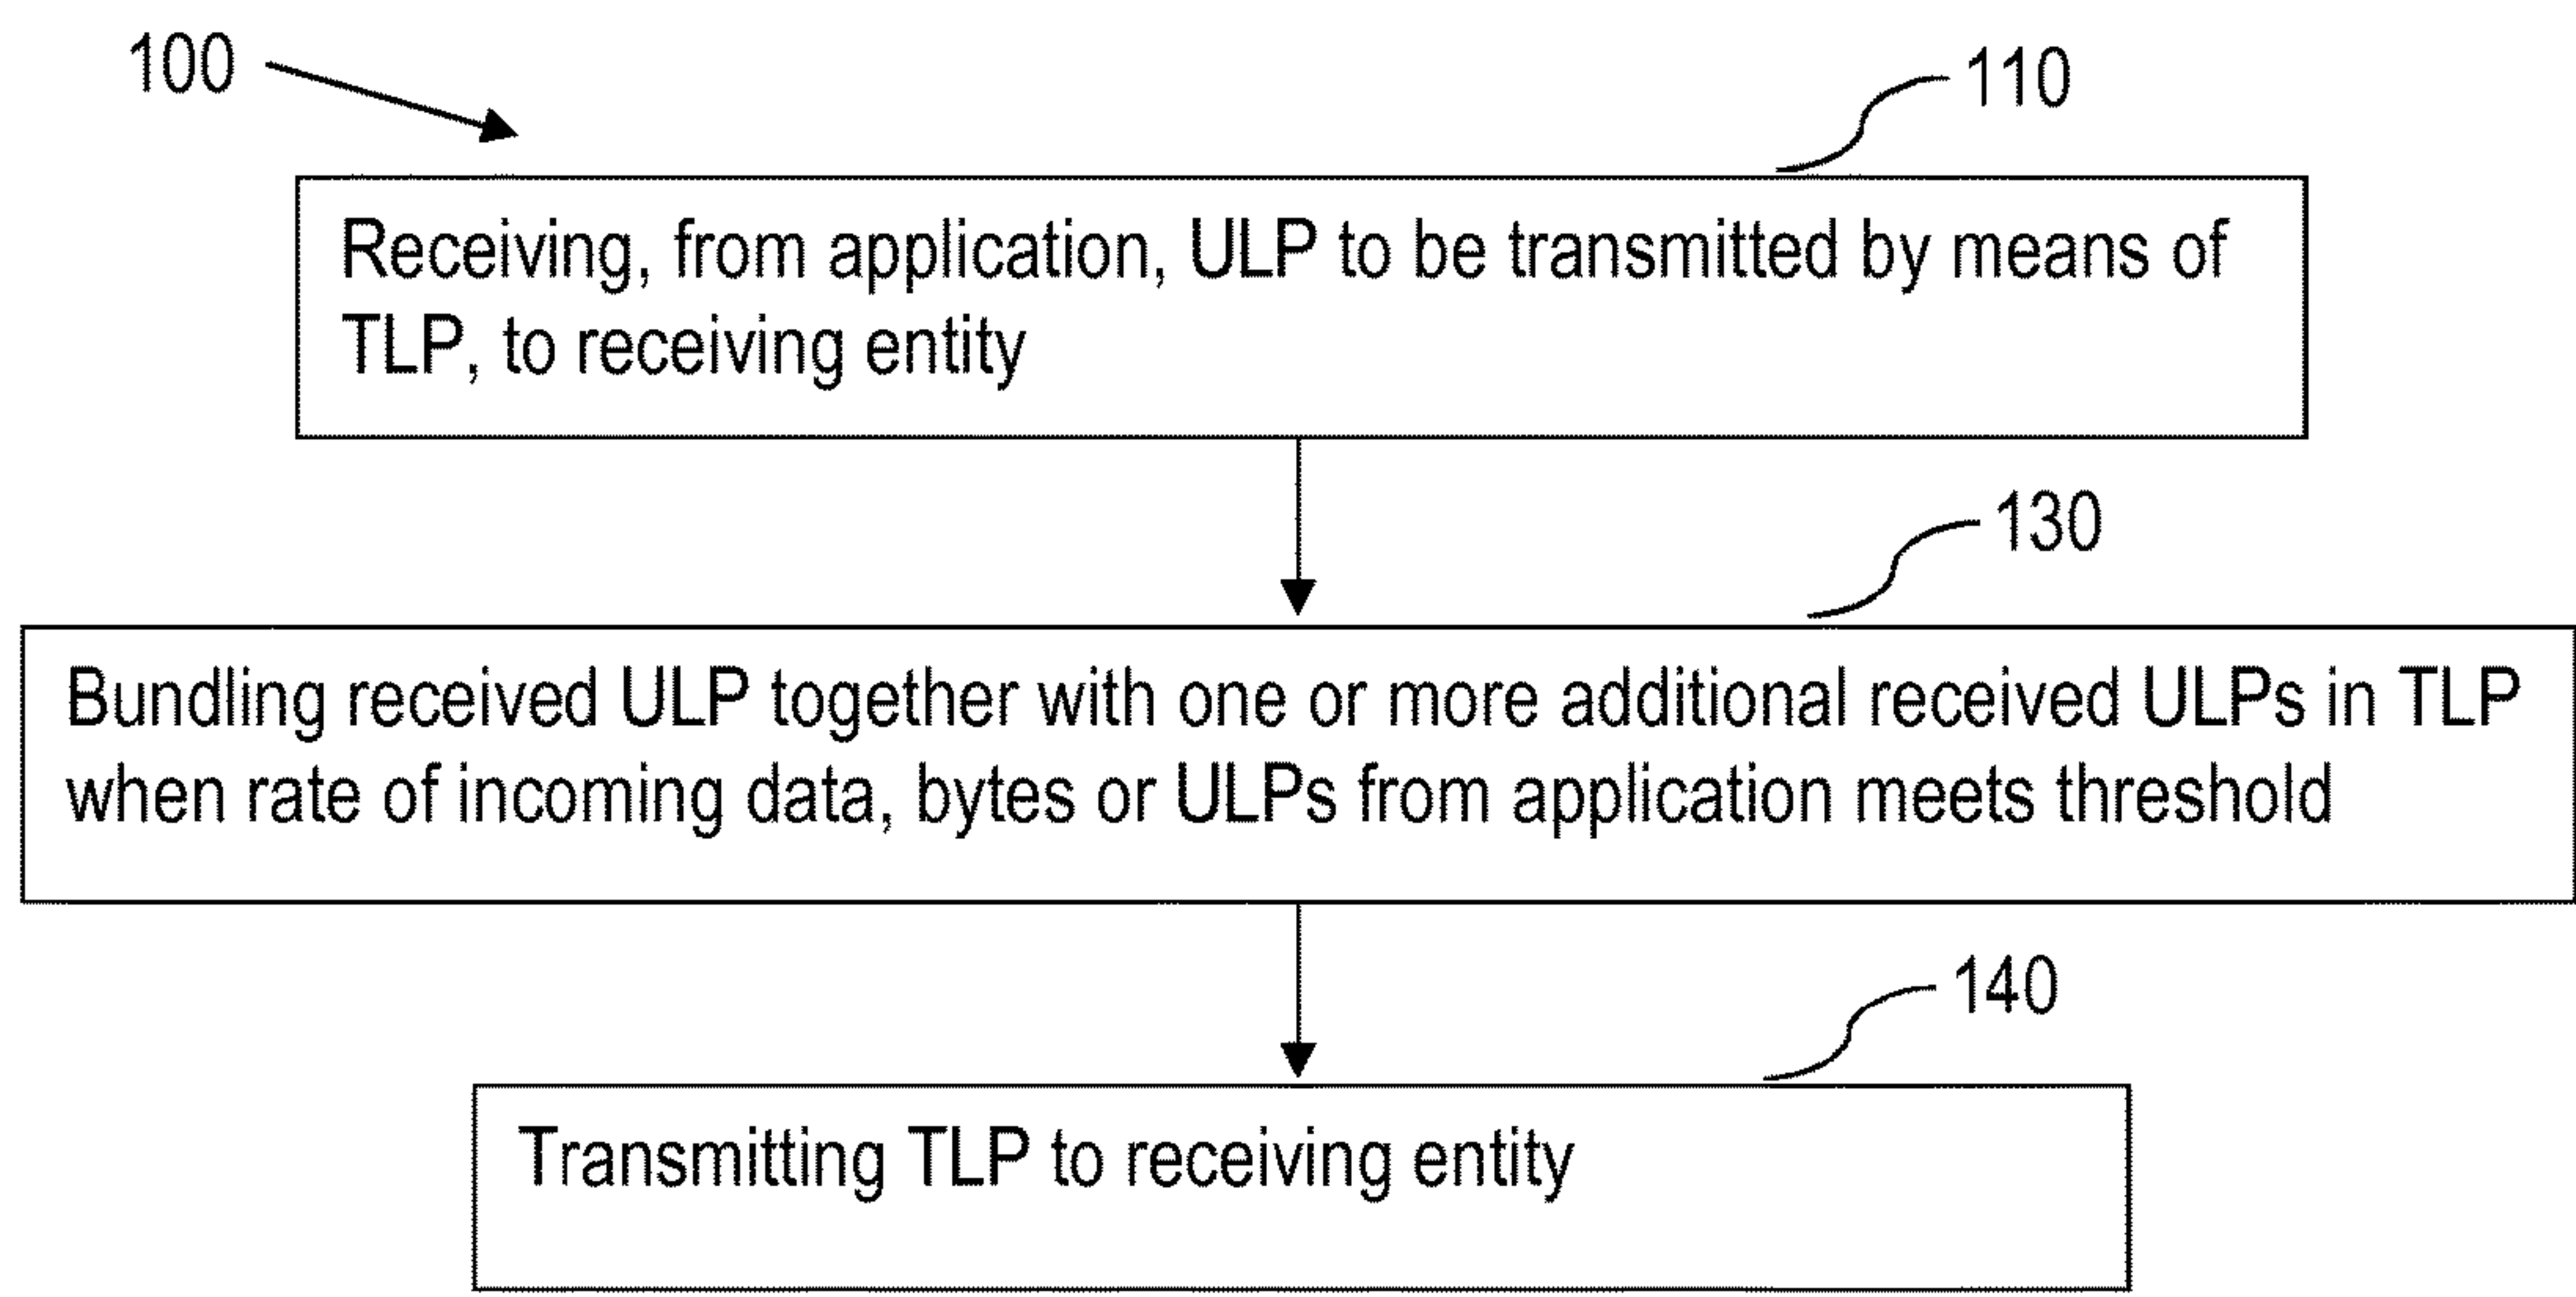 100
110
Receiving, from application, ULP to be transmitted by means of
TLP, to receiving entity
130
Bundling received ULP together with one or more additional received ULPs in TLP
when rate of incoming data, bytes or ULPs from application meets threshold
140
Transmitting TLP to receiving entity